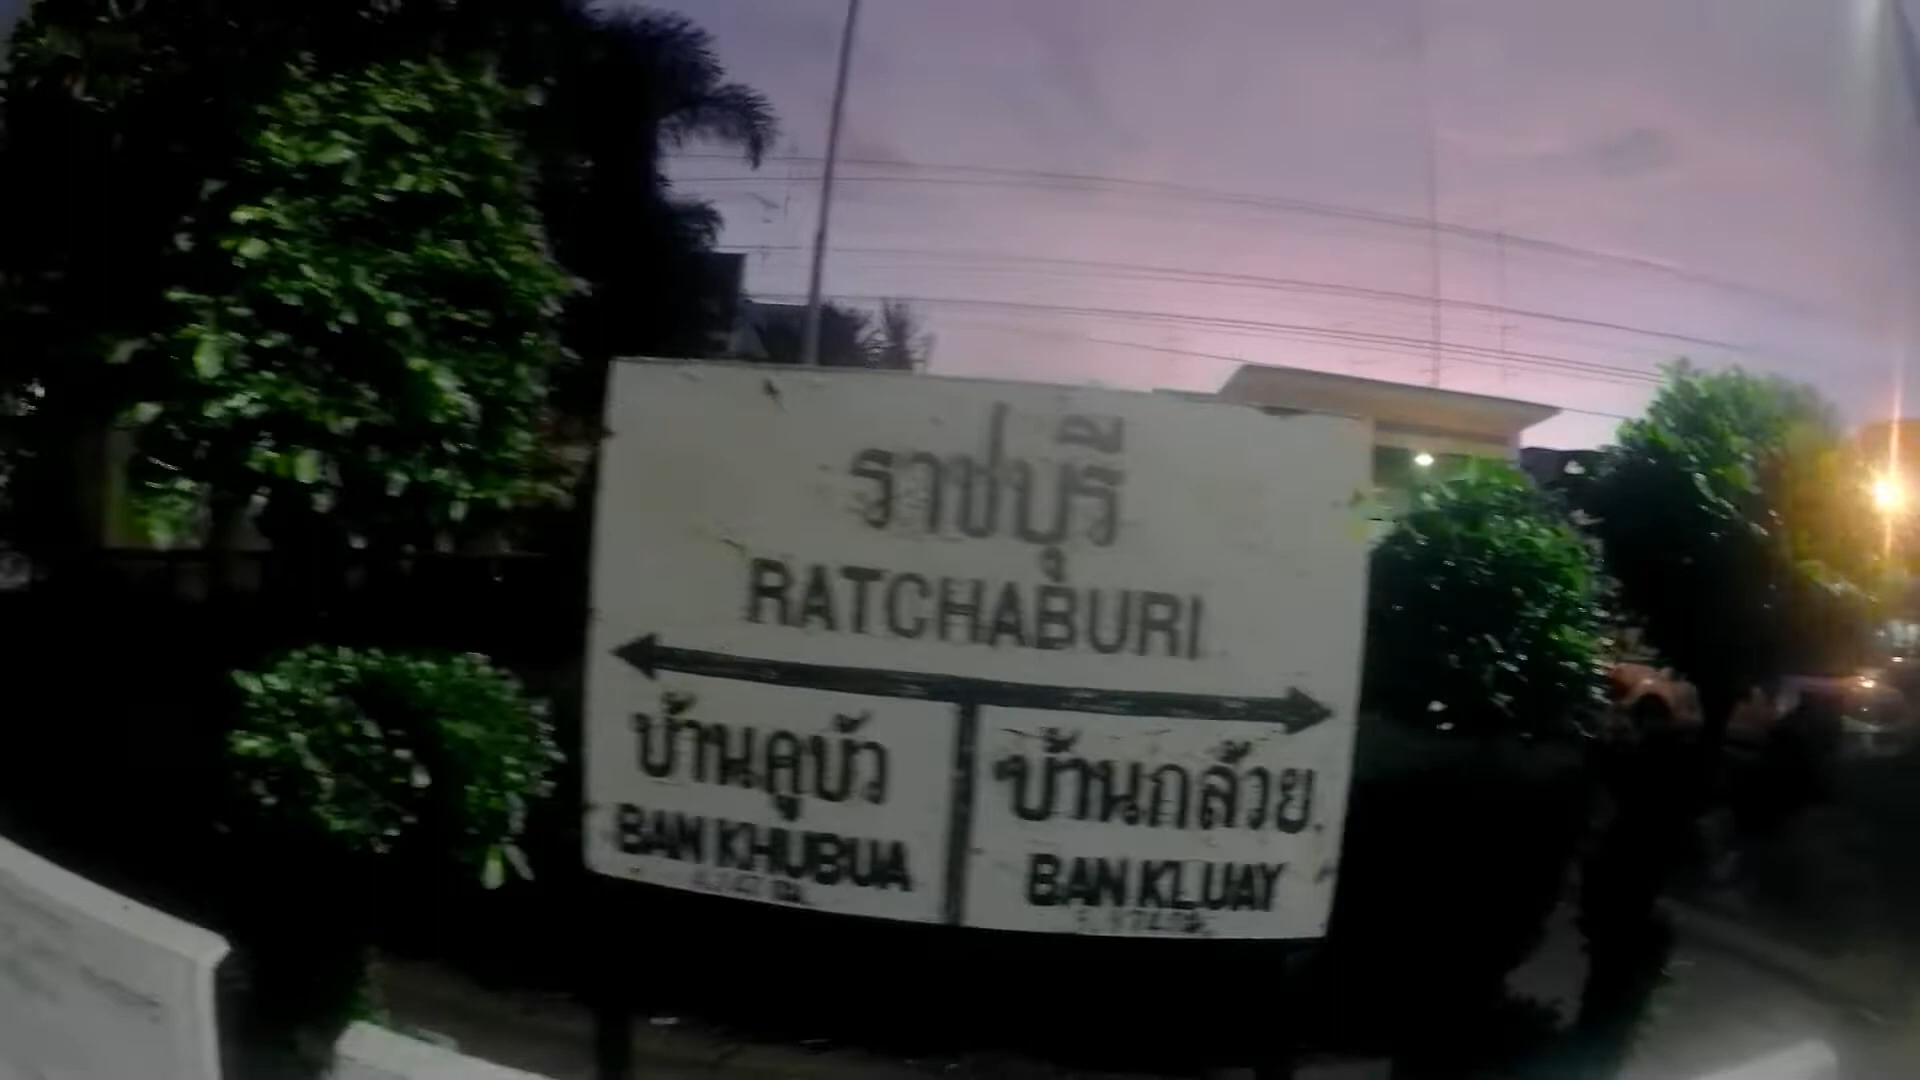 ราชบุรี
RATCHABURI
บ้านคูบัว
BAN KHUBUA
บ้านกล้วย
BAN KLUAY